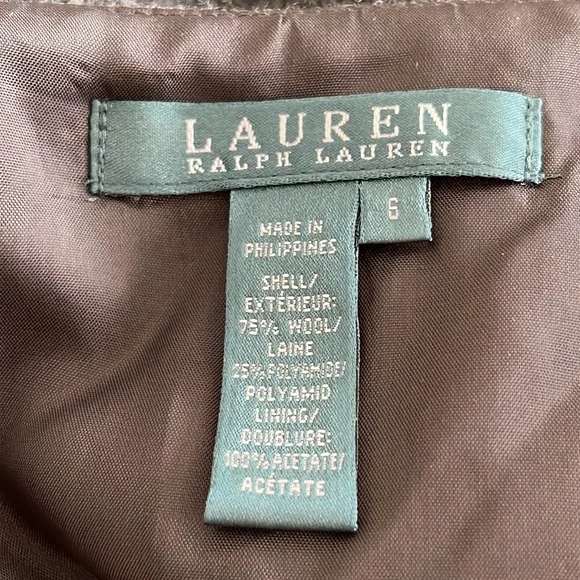 LAUREN
RALPH LAUREN
6
MADE IN
PHILIPPINES
SHELL/
EXTÉRIEUR:
75% WOOL/
LAINE
25% POLYAMIDE/
POLYAMID
LINING/
DOUBLURE:
100% ACETATE/
ACÉTATE